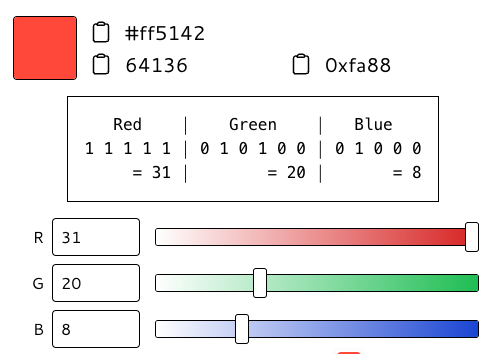 #ff5142
64136 0xfa88
Red | Green | Blue
1 1 1 1 1 | 0 1 0 1 0 0 | 0 1 0 0 0
= 31 | = 20 | = 8
R 31
G 20
B 8